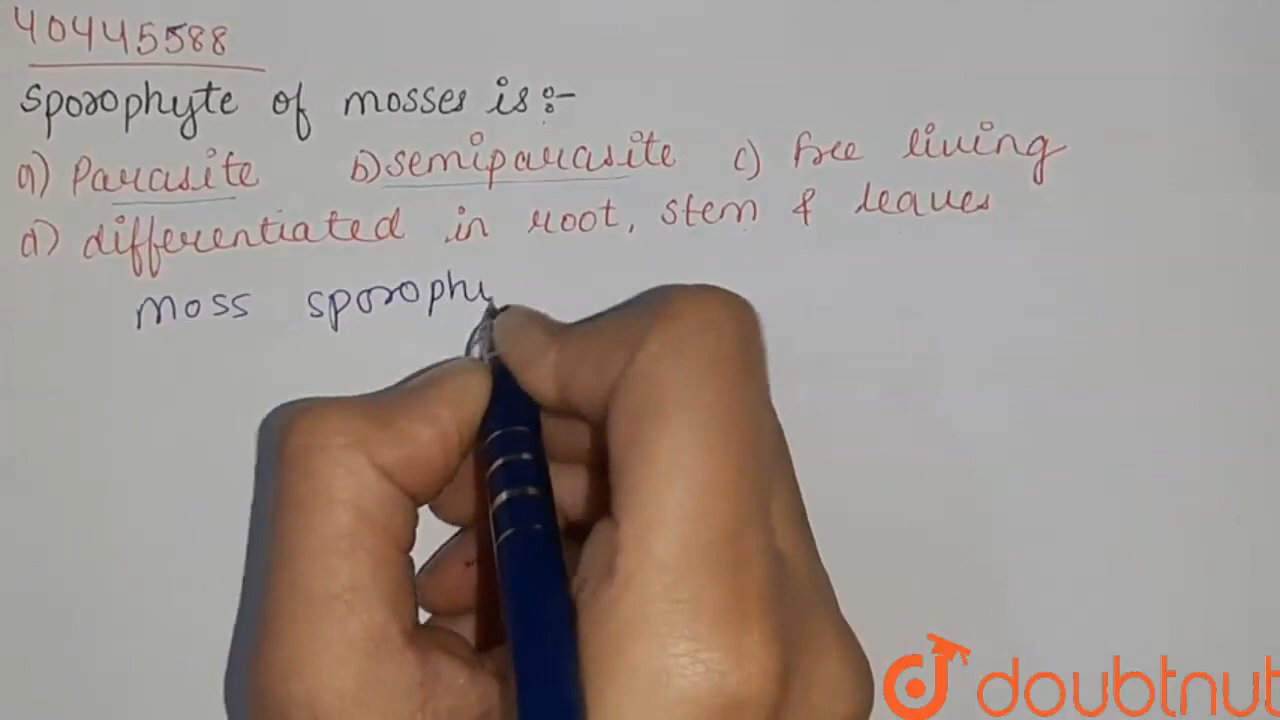 40445588
Sporophyte of mosses is:-
a) Parasite b) semiparasite c) free living
d) differentiated in root, stem & leaves
moss sporophy
doubtnut